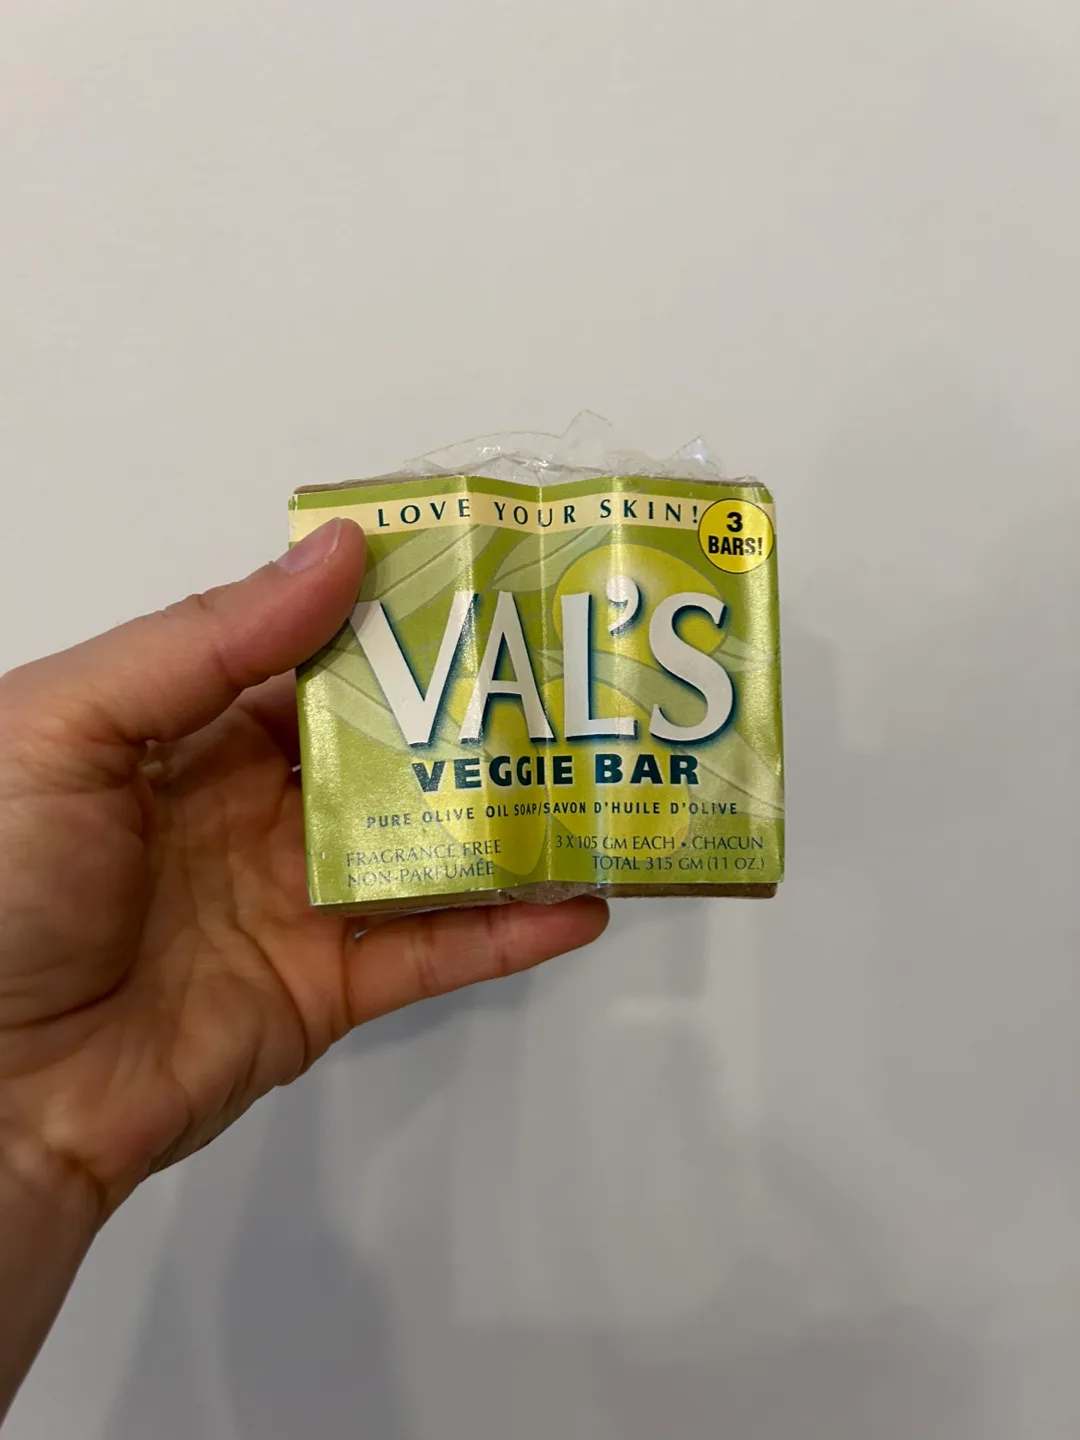 LOVE YOUR SKIN!
3
BARS!
VAL'S
VEGGIE BAR
PURE OLIVE OIL SOAP/SAVON D'HUILE D'OLIVE
FRAGRANCE FREE
NON-PARFUMÉE
3 X 105 GM EACH • CHACUN
TOTAL 315 GM (11 OZ.)